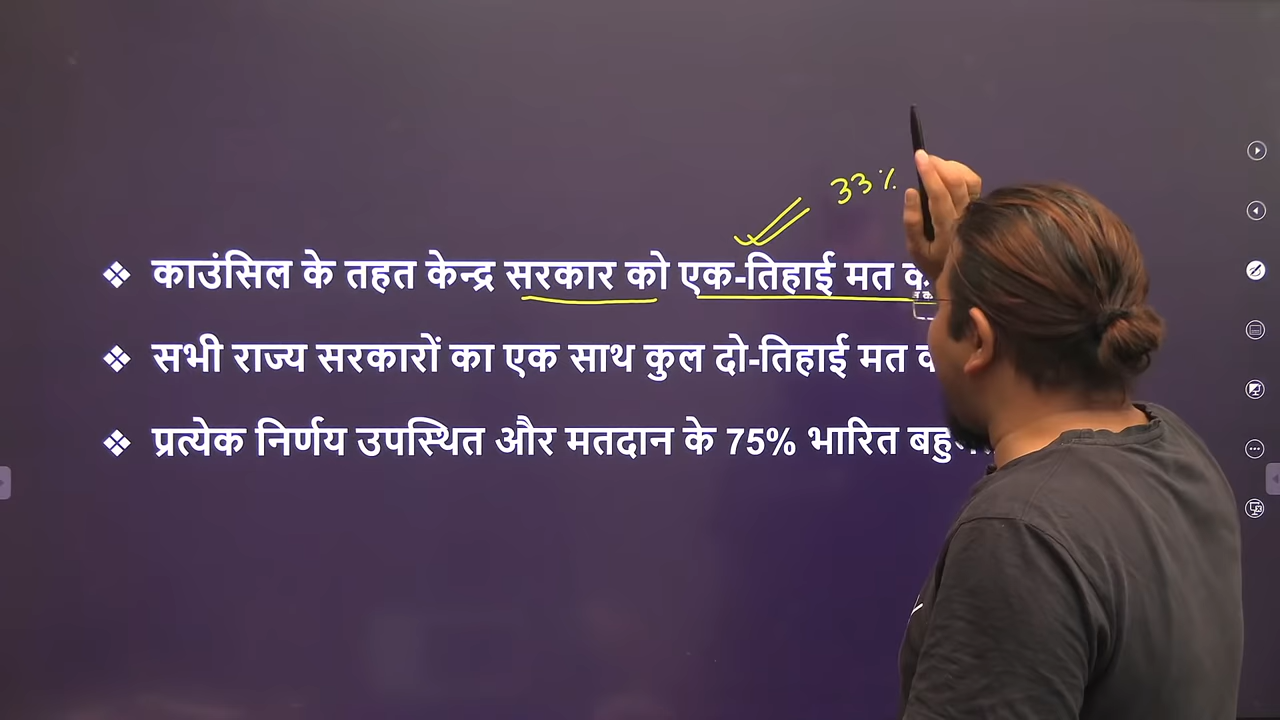 33%
काउंसिल के तहत केन्द्र सरकार को एक-तिहाई मत
सभी राज्य सरकारों का एक साथ कुल दो-तिहाई मत
प्रत्येक निर्णय उपस्थित और मतदान के 75% भारित